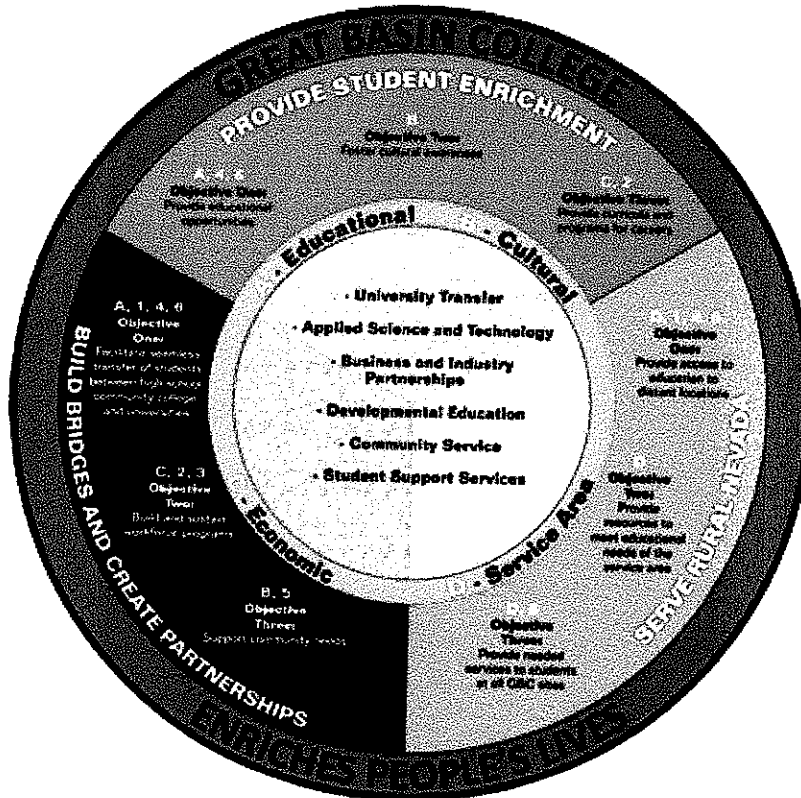 GREAT BASIN COLLEGE
PROVIDE STUDENT ENRICHMENT
A, 4, 6
Objective One:
Provide educational
opportunities
B
Objective Two:
Foster cultural awareness
C, 2
Objective Three:
Provide curricula and
programs for careers
- Educational
- Cultural
- University Transfer
- Applied Science and Technology
- Business and Industry
Partnerships
- Developmental Education
- Community Service
- Student Support Services
- Economic
- Service Area
BUILD BRIDGES AND CREATE PARTNERSHIPS
A, 1, 4, 6
Objective
One:
Facilitate seamless
transfer of students
between high school
community college
and universities
C, 2, 3
Objective
Two:
Build and sustain
workforce programs
B, 5
Objective
Three:
Support community needs
SERVE RURAL NEVADA
Objective
One:
Provide access to
education to
distant locations
Objective
Two:
Provide
resources to
meet educational
needs of the
service area
Objective
Three:
Provide needed
services to students
at all GBC sites
ENRICHES PEOPLE'S LIVES